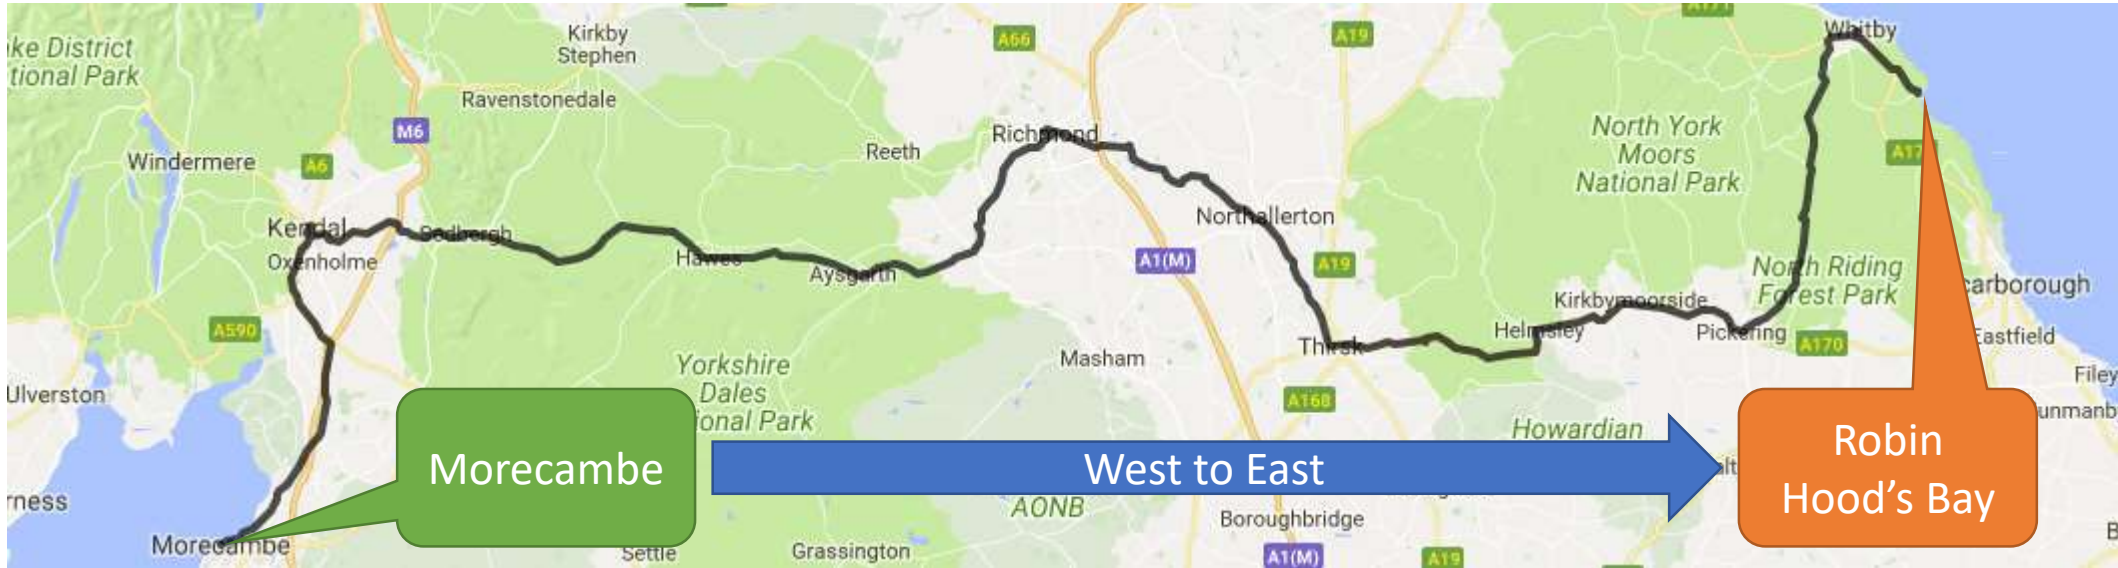 ke District
tional Park
Kirkby
Stephen
A66
A19
A171
Whitby
Ravenstonedale
M6
Windermere
A6
Reeth
Richmond
North York
Moors
National Park
A17
Kendal
Oxenholme
Sedbergh
Hawes
Aysgarth
Northallerton
A1(M)
A19
North Riding
Forest Park
carborough
Kirkbymoorside
Helmsley
Pickering
A170
Eastfield
A590
Thirsk
Masham
Yorkshire
Dales
ional Park
Filey
Ulverston
A168
unmanb
Howardian
Morecambe
West to East
Robin
Hood's Bay
alt
rness
AONB
Boroughbridge
Morecambe
Settle
Grassington
A1(M)
A19
B